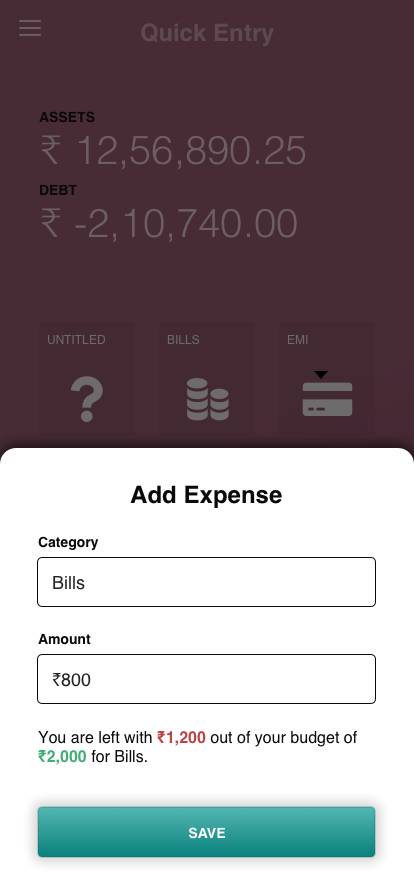 Quick Entry
ASSETS
₹ 12,56,890.25
DEBT
₹ -2,10,740.00
UNTITLED
BILLS
EMI
Add Expense
Category
Bills
Amount
₹800
You are left with ₹1,200 out of your budget of
₹2,000 for Bills.
SAVE